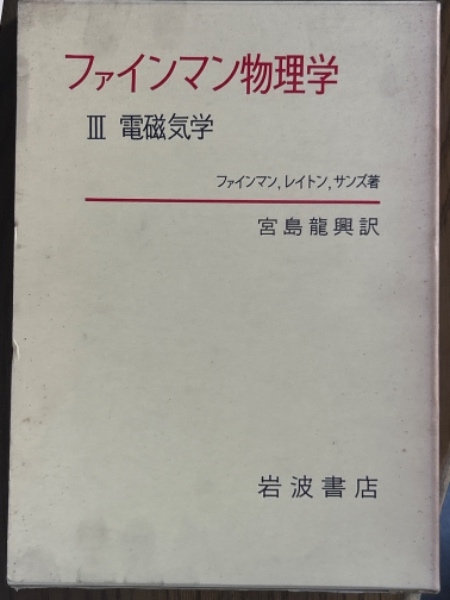 ファインマン物理学
III 電磁気学
ファインマン, レイトン, サンズ著
宮島龍興訳
岩波書店